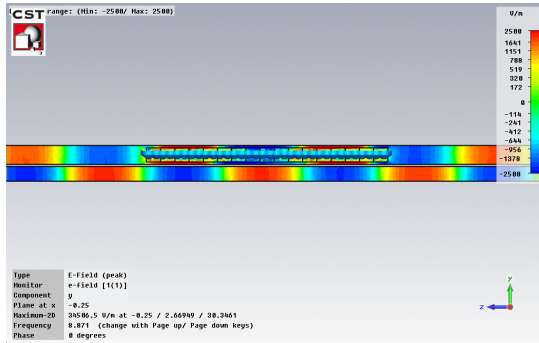 CST
range: (Min: -2500/ Max: 2500)
V/m
2500
1641
1151
788
519
320
172
0
-114
-241
-412
-644
-956
-1378
-2500
Type E-Field (peak)
Monitor e-field [1(1)]
Component y
Plane at x -0.25
Maximum-2D 34506.5 V/m at -0.25 / 2.66949 / 30.3461
Frequency 8.871 (change with Page up/ Page down keys)
Phase 0 degrees
y
z